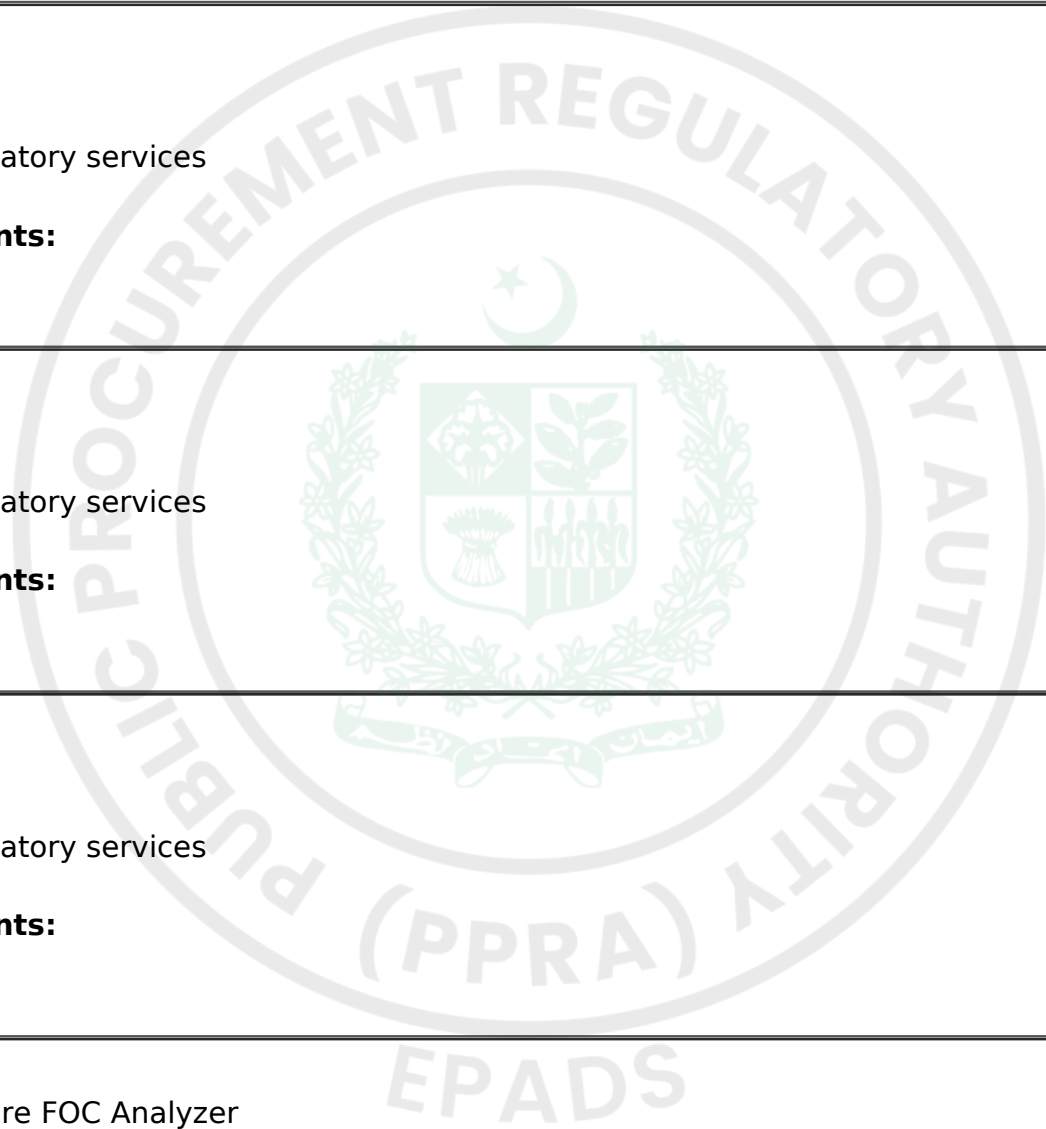 atory services
nts:
atory services
nts:
atory services
nts:
re FOC Analyzer
PUBLIC PROCUREMENT REGULATORY AUTHORITY
(PPRA)
EPADS